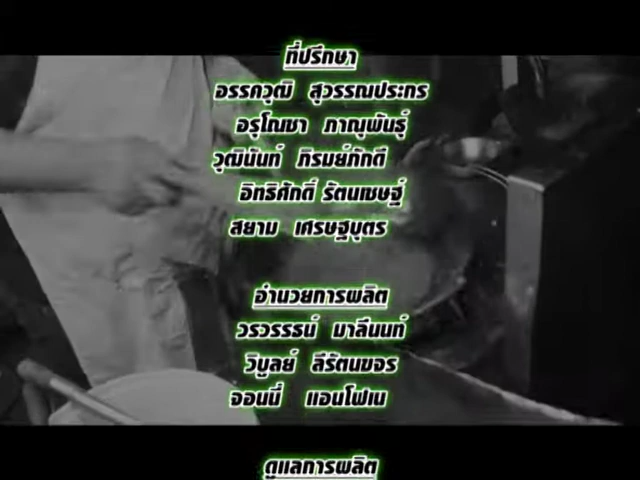 ที่ปรึกษา
อรรควุฒิ สุวรรณประกร
อรุโณชา ภาณุพันธุ์
วุฒินันท์ ภิรมย์ภักดี
อิทธิศักดิ์ รัตนเชษฐ์
สยาม เศรษฐบุตร
อำนวยการผลิต
วรวรรธน์ มาลีนนท์
วิบูลย์ ลีรัตนขจร
จอนนี่ แอนโฟเน
ดูแลการผลิต